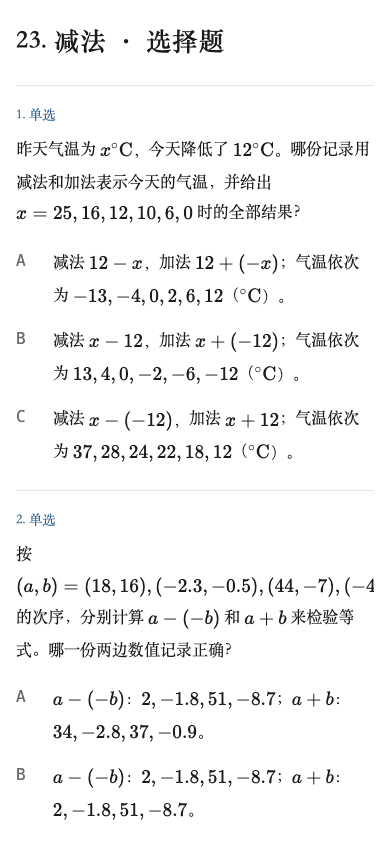 23. 减法 · 选择题
1. 单选
昨天气温为 x°C，今天降低了 12°C。哪份记录用
减法和加法表示今天的气温，并给出
x = 25, 16, 12, 10, 6, 0 时的全部结果？
A 减法 12 − x，加法 12 + (−x)；气温依次
为 −13, −4, 0, 2, 6, 12（°C）。
B 减法 x − 12，加法 x + (−12)；气温依次
为 13, 4, 0, −2, −6, −12（°C）。
C 减法 x − (−12)，加法 x + 12；气温依次
为 37, 28, 24, 22, 18, 12（°C）。
2. 单选
按
(a, b) = (18, 16), (−2.3, −0.5), (44, −7), (−4
的次序，分别计算 a − (−b) 和 a + b 来检验等
式。哪一份两边数值记录正确？
A a − (−b)：2, −1.8, 51, −8.7；a + b：
34, −2.8, 37, −0.9。
B a − (−b)：2, −1.8, 51, −8.7；a + b：
2, −1.8, 51, −8.7。